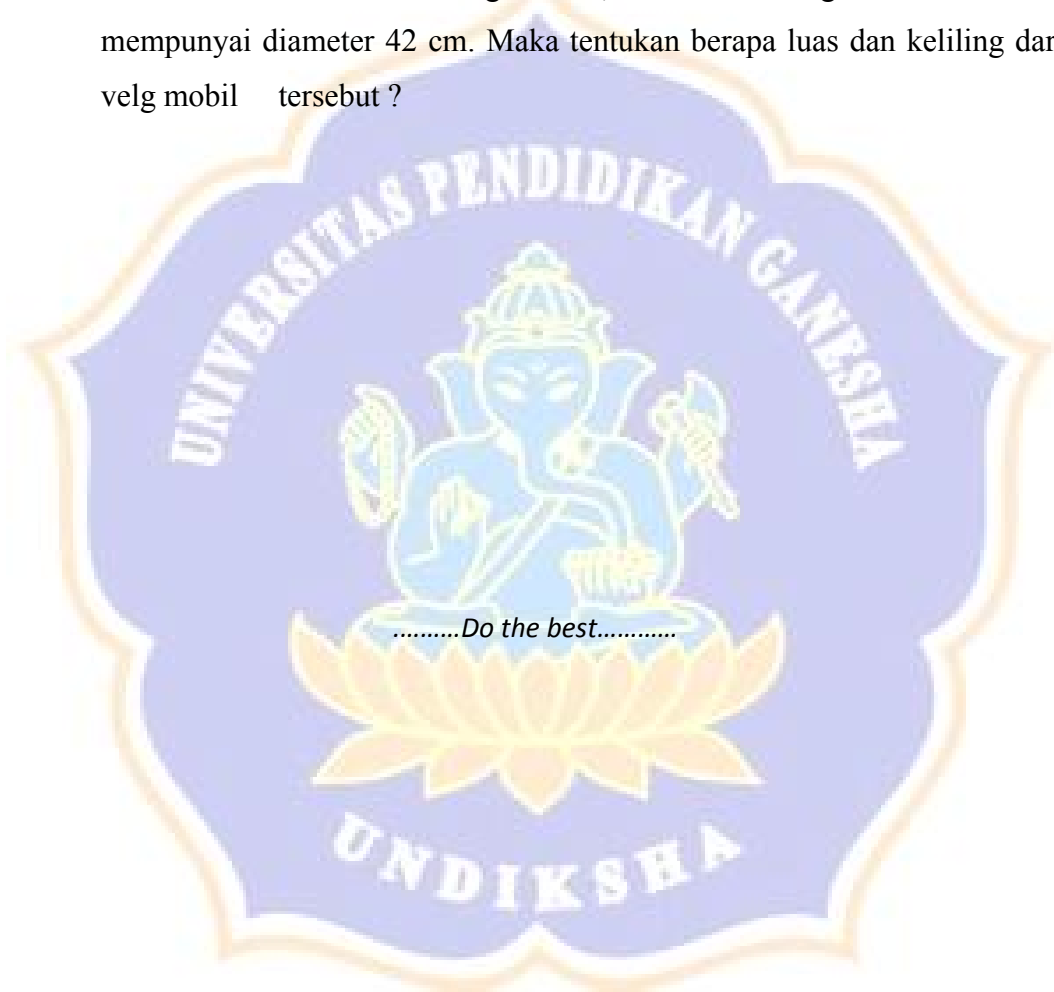 mempunyai diameter 42 cm. Maka tentukan berapa luas dan keliling dar
velg mobil tersebut ?
UNIVERSITAS PENDIDIKAN GANESHA
..........Do the best............
UNDIKSHA